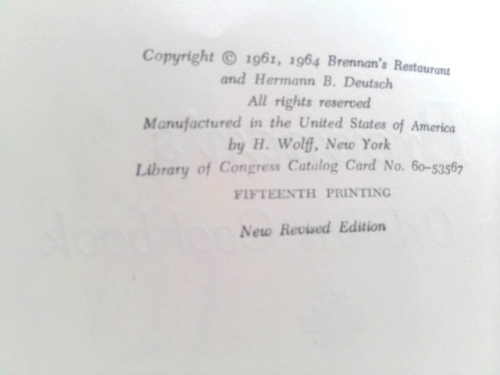 Copyright © 1961, 1964 Brennan's Restaurant
and Hermann B. Deutsch
All rights reserved
Manufactured in the United States of America
by H. Wolff, New York
Library of Congress Catalog Card No. 60-53567
FIFTEENTH PRINTING
New Revised Edition